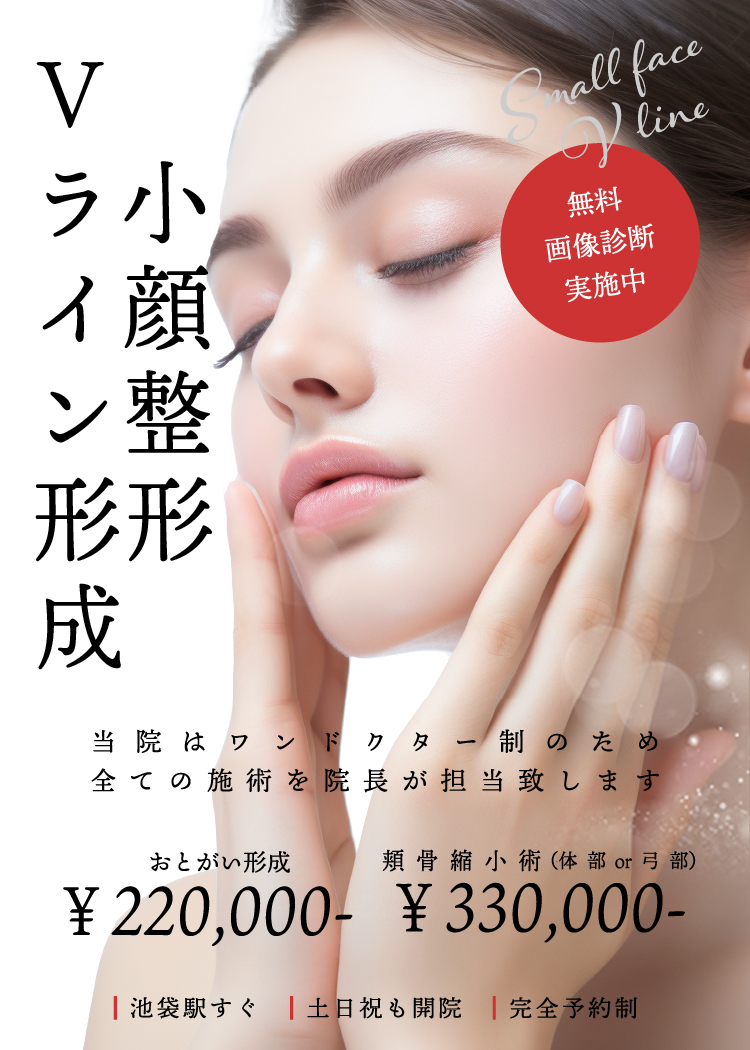 Small face
V line
無料
画像診断
実施中
小顔整形
Vライン形成
当院はワンドクター制のため
全ての施術を院長が担当致します
おとがい形成
¥220,000-
頬骨縮小術(体部or弓部)
¥330,000-
池袋駅すぐ
土日祝も開院
完全予約制